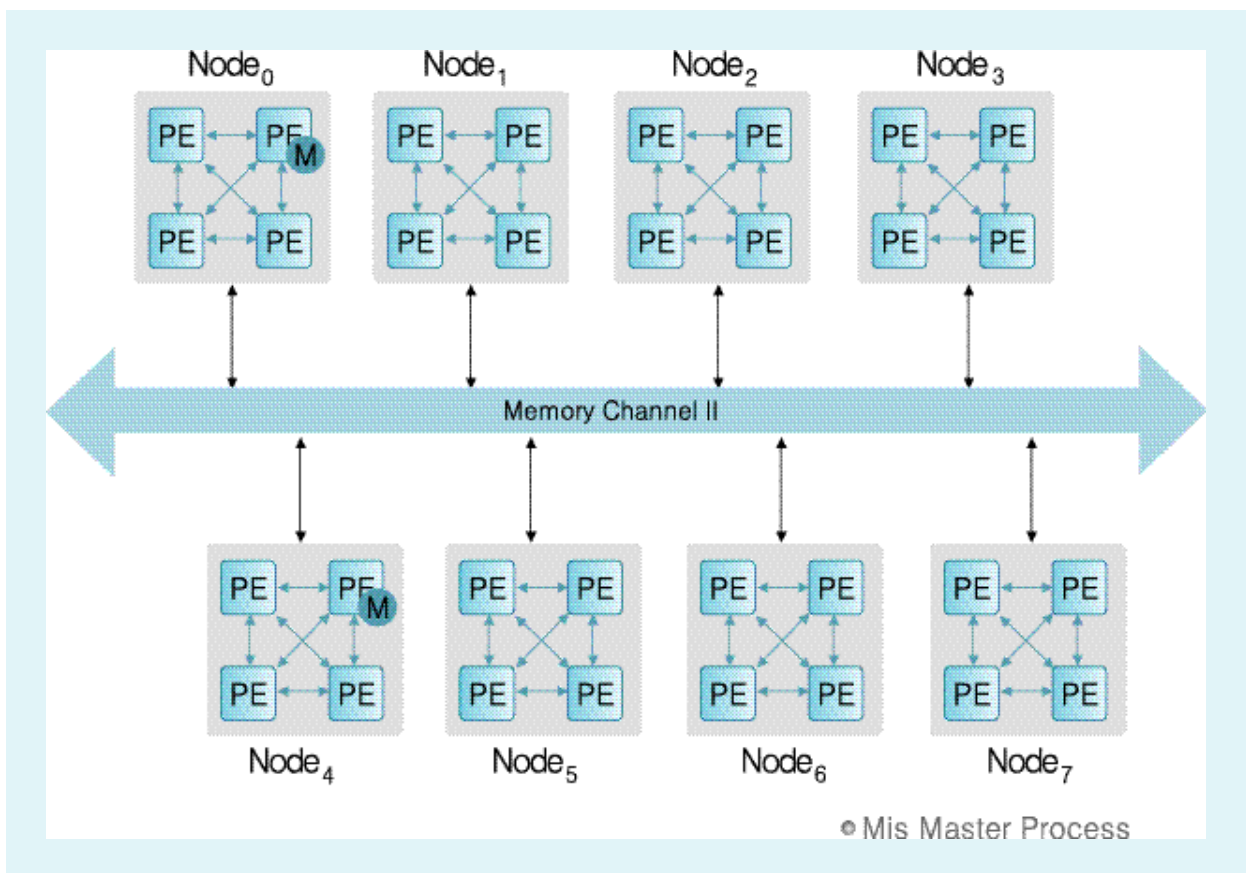 Node0 Node1 Node2 Node3
PE PE PE PE PE PE PE PE
M
PE PE PE PE PE PE PE PE
Memory Channel II
PE PE PE PE PE PE PE PE
M
PE PE PE PE PE PE PE PE
Node4 Node5 Node6 Node7
Mis Master Process